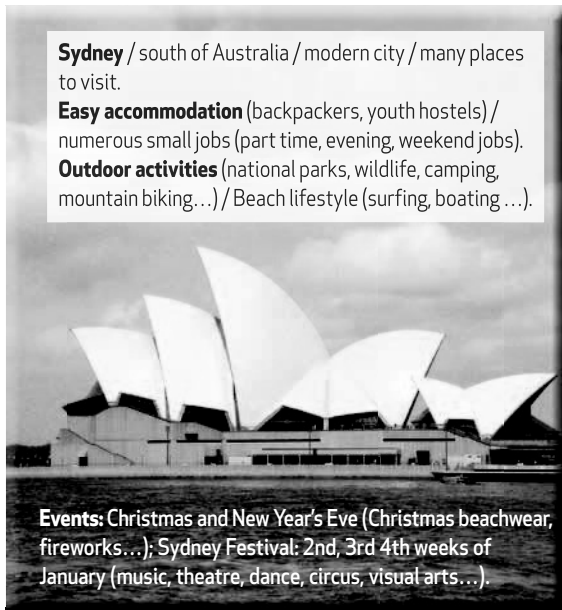 Sydney / south of Australia / modern city / many places
to visit.
Easy accommodation (backpackers, youth hostels) /
numerous small jobs (part time, evening, weekend jobs).
Outdoor activities (national parks, wildlife, camping,
mountain biking…) / Beach lifestyle (surfing, boating …).
Events: Christmas and New Year's Eve (Christmas beachwear,
fireworks…); Sydney Festival: 2nd, 3rd 4th weeks of
January (music, theatre, dance, circus, visual arts…).